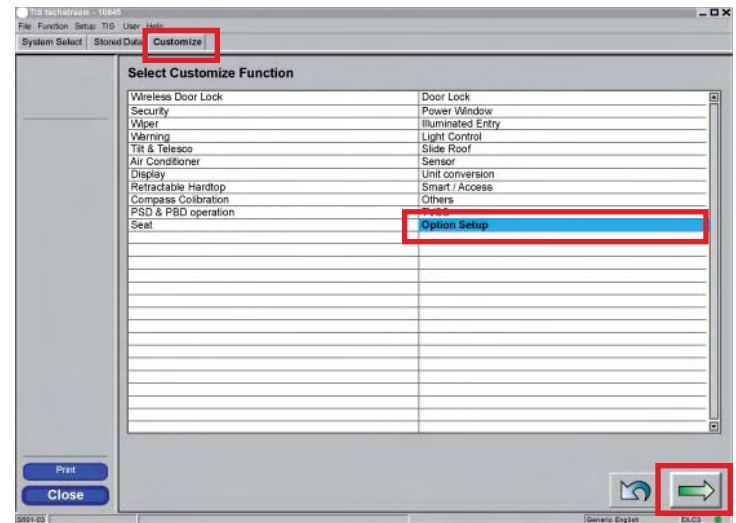 TIS techstream - 10845
File Function Setup TIS User Help
System Select Stored Data Customize
Select Customize Function
Wireless Door Lock Door Lock
Security Power Window
Wiper Illuminated Entry
Warning Light Control
Tilt & Telesco Slide Roof
Air Conditioner Sensor
Display Unit conversion
Retractable Hardtop Smart / Access
Compass Colibration Others
PSD & PBD operation
Seat Option Setup
Print
Close
S601-03 Generic English DLC3